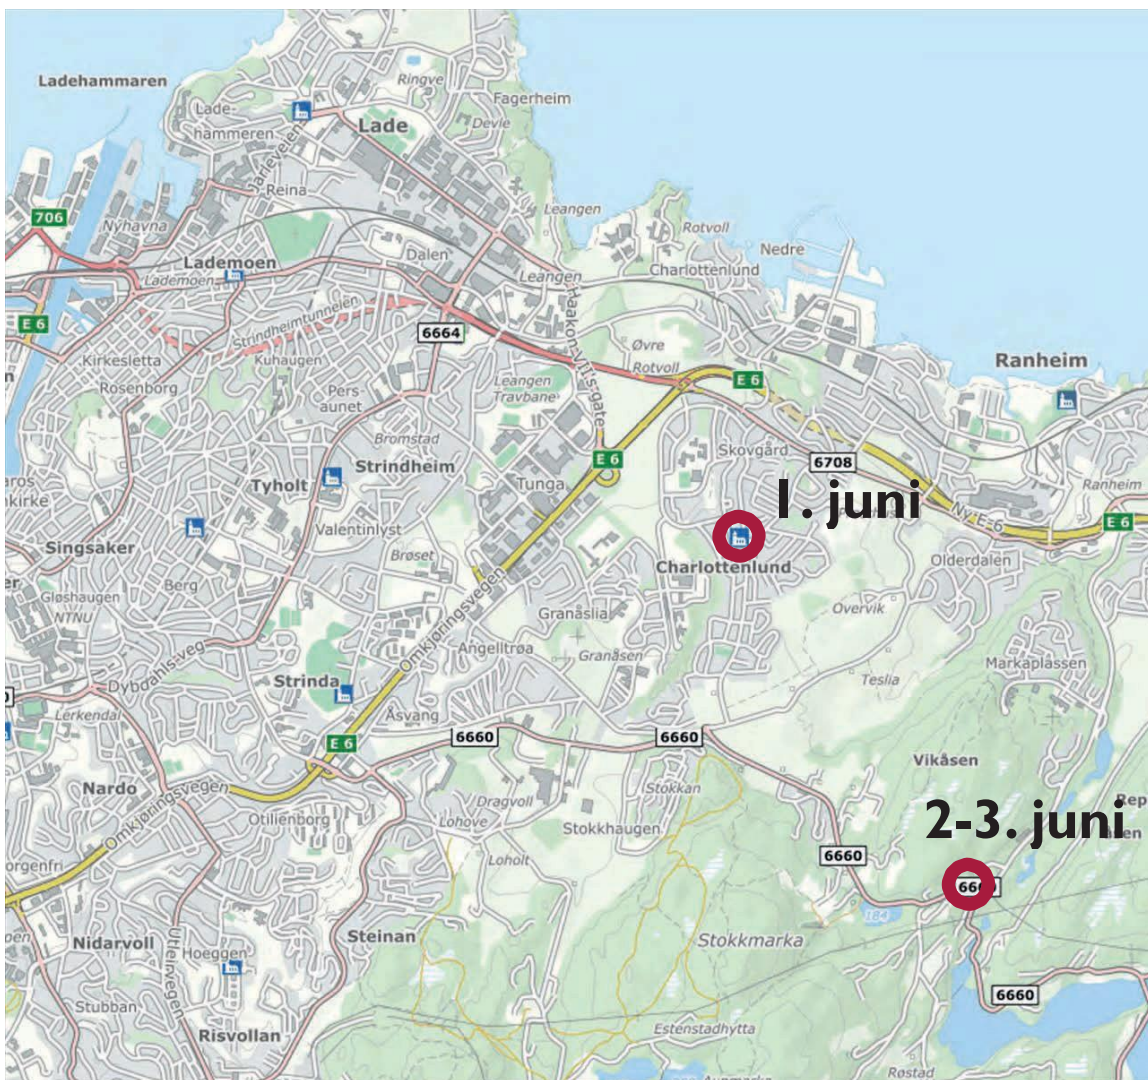 Ladehammaren
Ringve
Fagerheim
Lade-
hammeren
Devle
Lade
Jarleveien
Reina
Leangen
706
Nyhavna
Rotvoll
Nedre
Charlottenlund
Lademoen
Dalen
Lademoen
Leangen
Haakon-VII's-gate
E 6
Strindheimtunnelen
6664
Kirkesletta
Kuhaugen
Øvre
Rotvoll
Ranheim
Rosenborg
Pers-
aunet
Leangen
Travbane
E 6
Bromstad
Strindheim
E 6
Skovgård
6708
Tyholt
Tunga
Ranheim
1. juni
Valentinlyst
Ny-E-6
E 6
Singsaker
Brøset
Charlottenlund
Olderdalen
Berg
Gløshaugen
NTNU
Omkjøringsvegen
Granåslia
Overvik
Angelltrøa
Granåsen
Markaplassen
Dybdahls-veg
Strinda
Teslia
Lerkendal
Åsvang
6660
6660
E 6
Vikåsen
Nardo
Omkjøringsvegen
Dragvoll
Stokkan
2-3. juni
Otilienborg
Lohove
Stokkhaugen
Loholt
6660
184
Nidarvoll
Utleirvegen
Steinan
Stokkmarka
Hoeggen
6660
Stubban
Risvollan
Estenstadhytta
Røstad